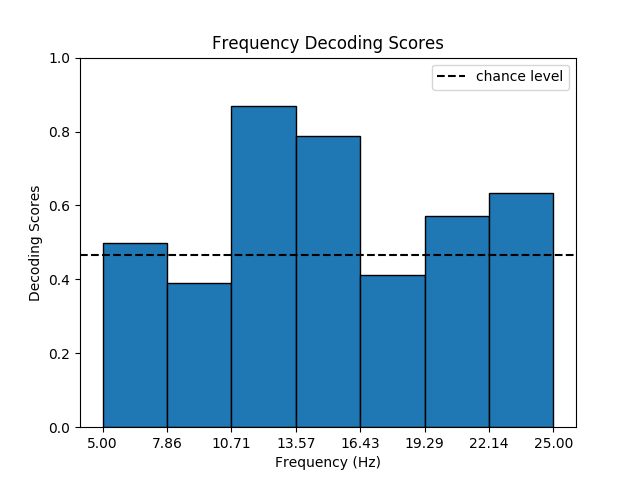 Frequency Decoding Scores
chance level
1.0
0.8
0.6
0.4
0.2
0.0
Decoding Scores
5.00 7.86 10.71 13.57 16.43 19.29 22.14 25.00
Frequency (Hz)